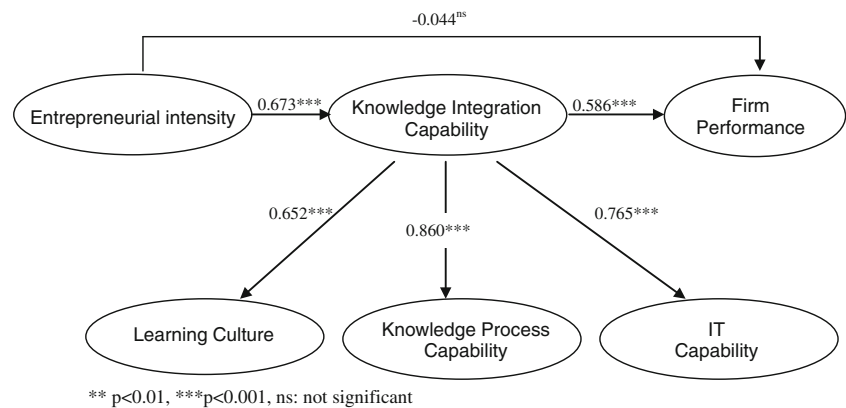 -0.044ns
Entrepreneurial intensity
0.673***
Knowledge Integration
Capability
0.586***
Firm
Performance
0.652***
0.860***
0.765***
Learning Culture
Knowledge Process
Capability
IT
Capability
** p<0.01, ***p<0.001, ns: not significant